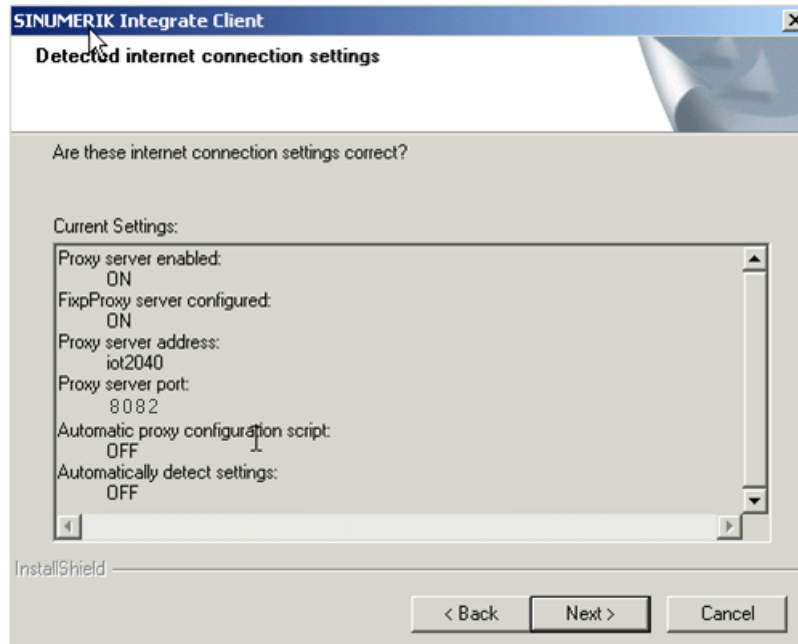 SINUMERIK Integrate Client
Detected internet connection settings
Are these internet connection settings correct?
Current Settings:
Proxy server enabled:
ON
FixpProxy server configured:
ON
Proxy server address:
iot2040
Proxy server port:
8082
Automatic proxy configuration script:
OFF
Automatically detect settings:
OFF
InstallShield
< Back Next > Cancel